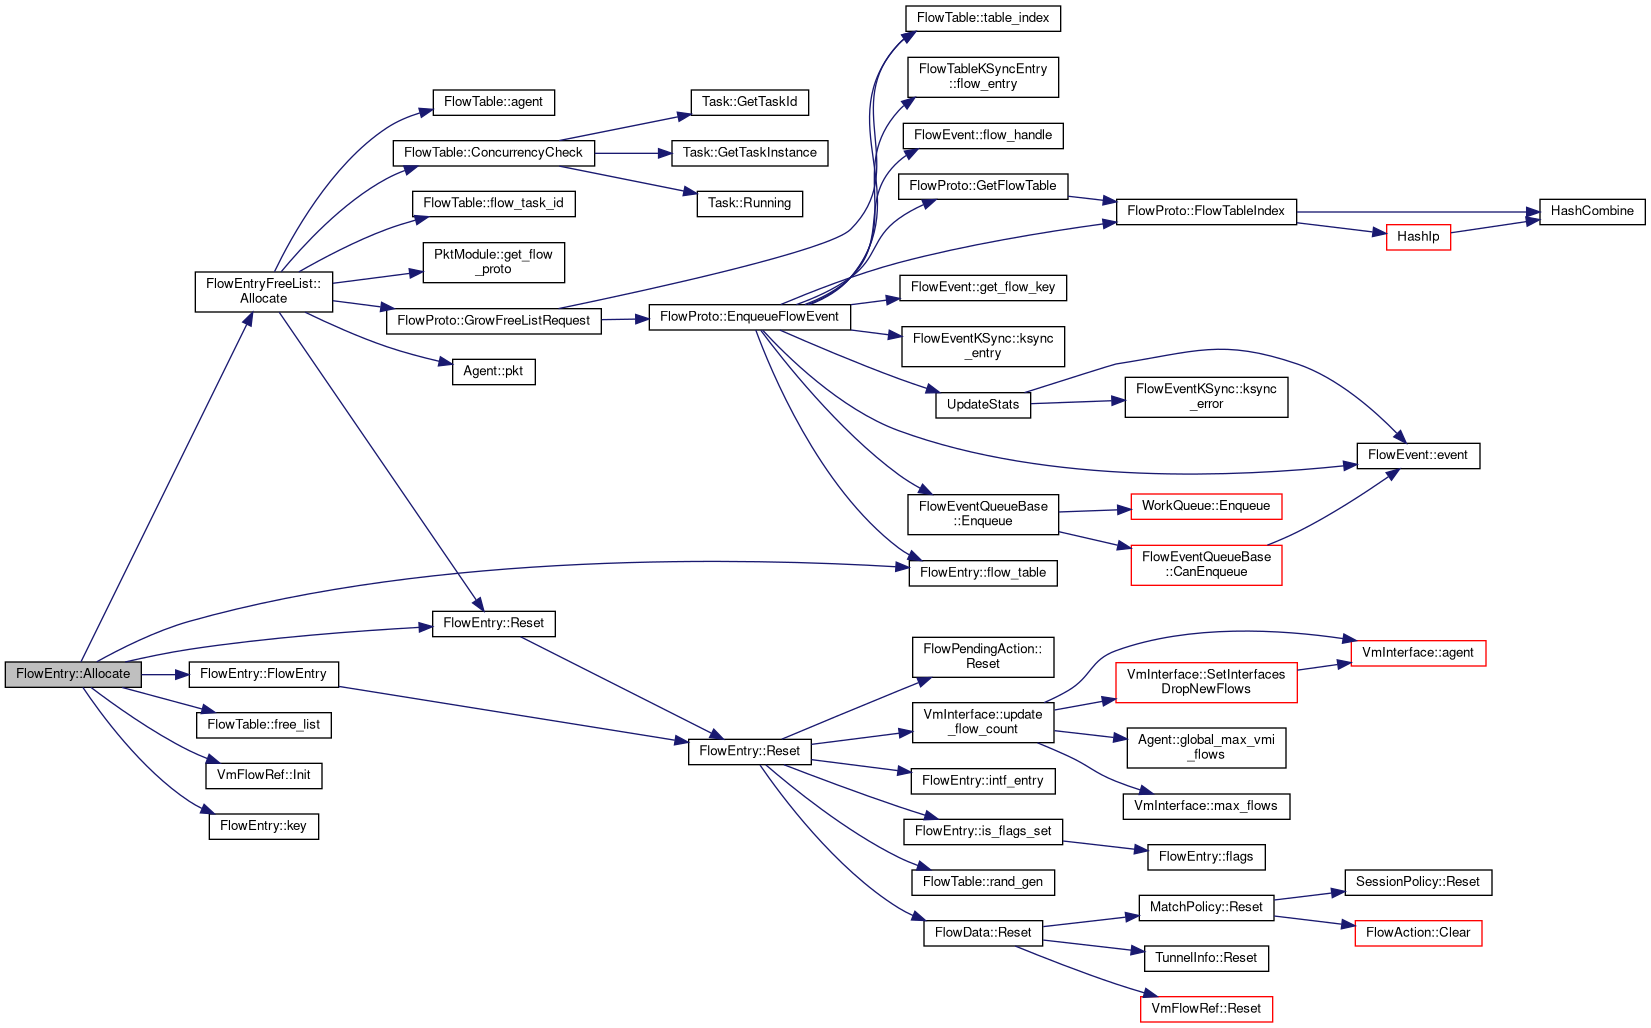 FlowTable::table_index
FlowTableKSyncEntry
::flow_entry
FlowTable::agent
Task::GetTaskId
FlowEvent::flow_handle
FlowTable::ConcurrencyCheck
Task::GetTaskInstance
FlowProto::GetFlowTable
FlowTable::flow_task_id
Task::Running
FlowProto::FlowTableIndex
HashCombine
HashIp
PktModule::get_flow
_proto
FlowEntryFreeList::
Allocate
FlowEvent::get_flow_key
FlowProto::GrowFreeListRequest
FlowProto::EnqueueFlowEvent
FlowEventKSync::ksync
_entry
Agent::pkt
UpdateStats
FlowEventKSync::ksync
_error
FlowEvent::event
FlowEventQueueBase
::Enqueue
WorkQueue::Enqueue
FlowEventQueueBase
::CanEnqueue
FlowEntry::flow_table
FlowEntry::Reset
FlowPendingAction::
Reset
VmInterface::agent
FlowEntry::Allocate
FlowEntry::FlowEntry
VmInterface::SetInterfaces
DropNewFlows
FlowTable::free_list
VmInterface::update
_flow_count
FlowEntry::Reset
Agent::global_max_vmi
_flows
VmFlowRef::Init
FlowEntry::intf_entry
VmInterface::max_flows
FlowEntry::key
FlowEntry::is_flags_set
FlowEntry::flags
FlowTable::rand_gen
SessionPolicy::Reset
MatchPolicy::Reset
FlowData::Reset
FlowAction::Clear
TunnelInfo::Reset
VmFlowRef::Reset